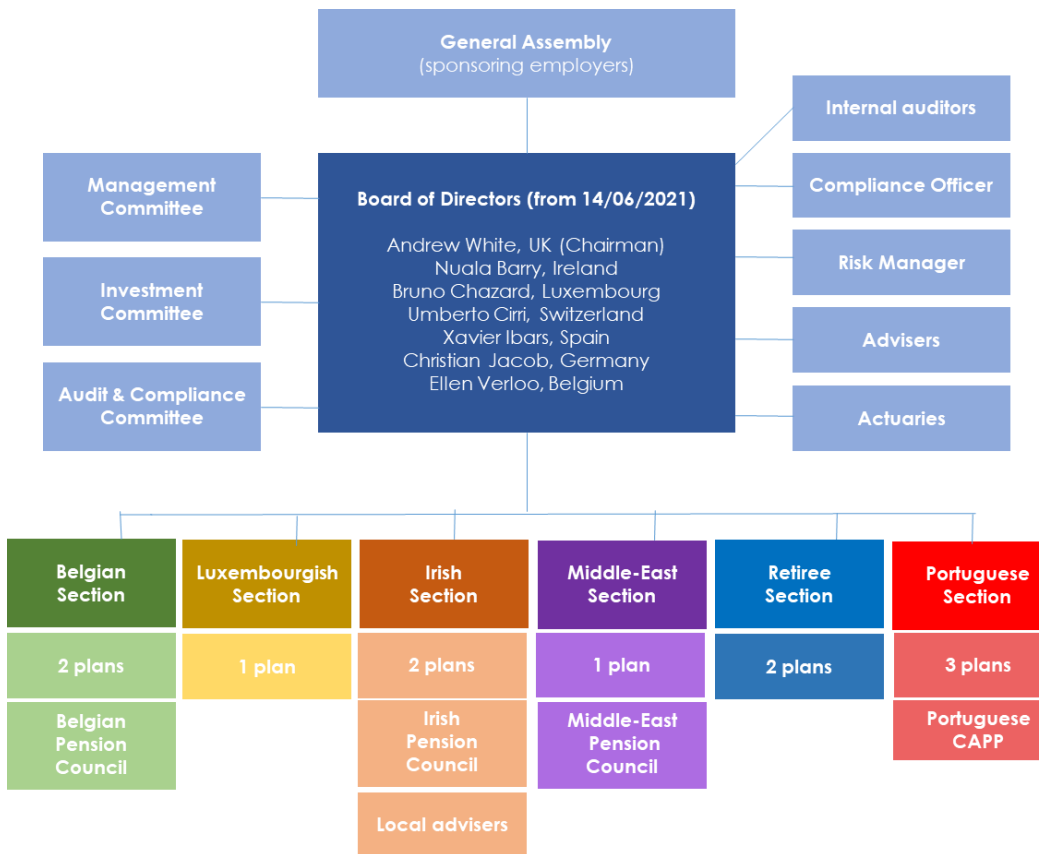 General Assembly
(sponsoring employers)
Management
Committee
Investment
Committee
Audit & Compliance
Committee
Board of Directors (from 14/06/2021)
Andrew White, UK (Chairman)
Nuala Barry, Ireland
Bruno Chazard, Luxembourg
Umberto Cirri, Switzerland
Xavier Ibars, Spain
Christian Jacob, Germany
Ellen Verloo, Belgium
Internal auditors
Compliance Officer
Risk Manager
Advisers
Actuaries
Belgian
Section
2 plans
Belgian
Pension
Council
Luxembourgish
Section
1 plan
Irish
Section
2 plans
Irish
Pension
Council
Local advisers
Middle-East
Section
1 plan
Middle-East
Pension
Council
Retiree
Section
2 plans
Portuguese
Section
3 plans
Portuguese
CAPP